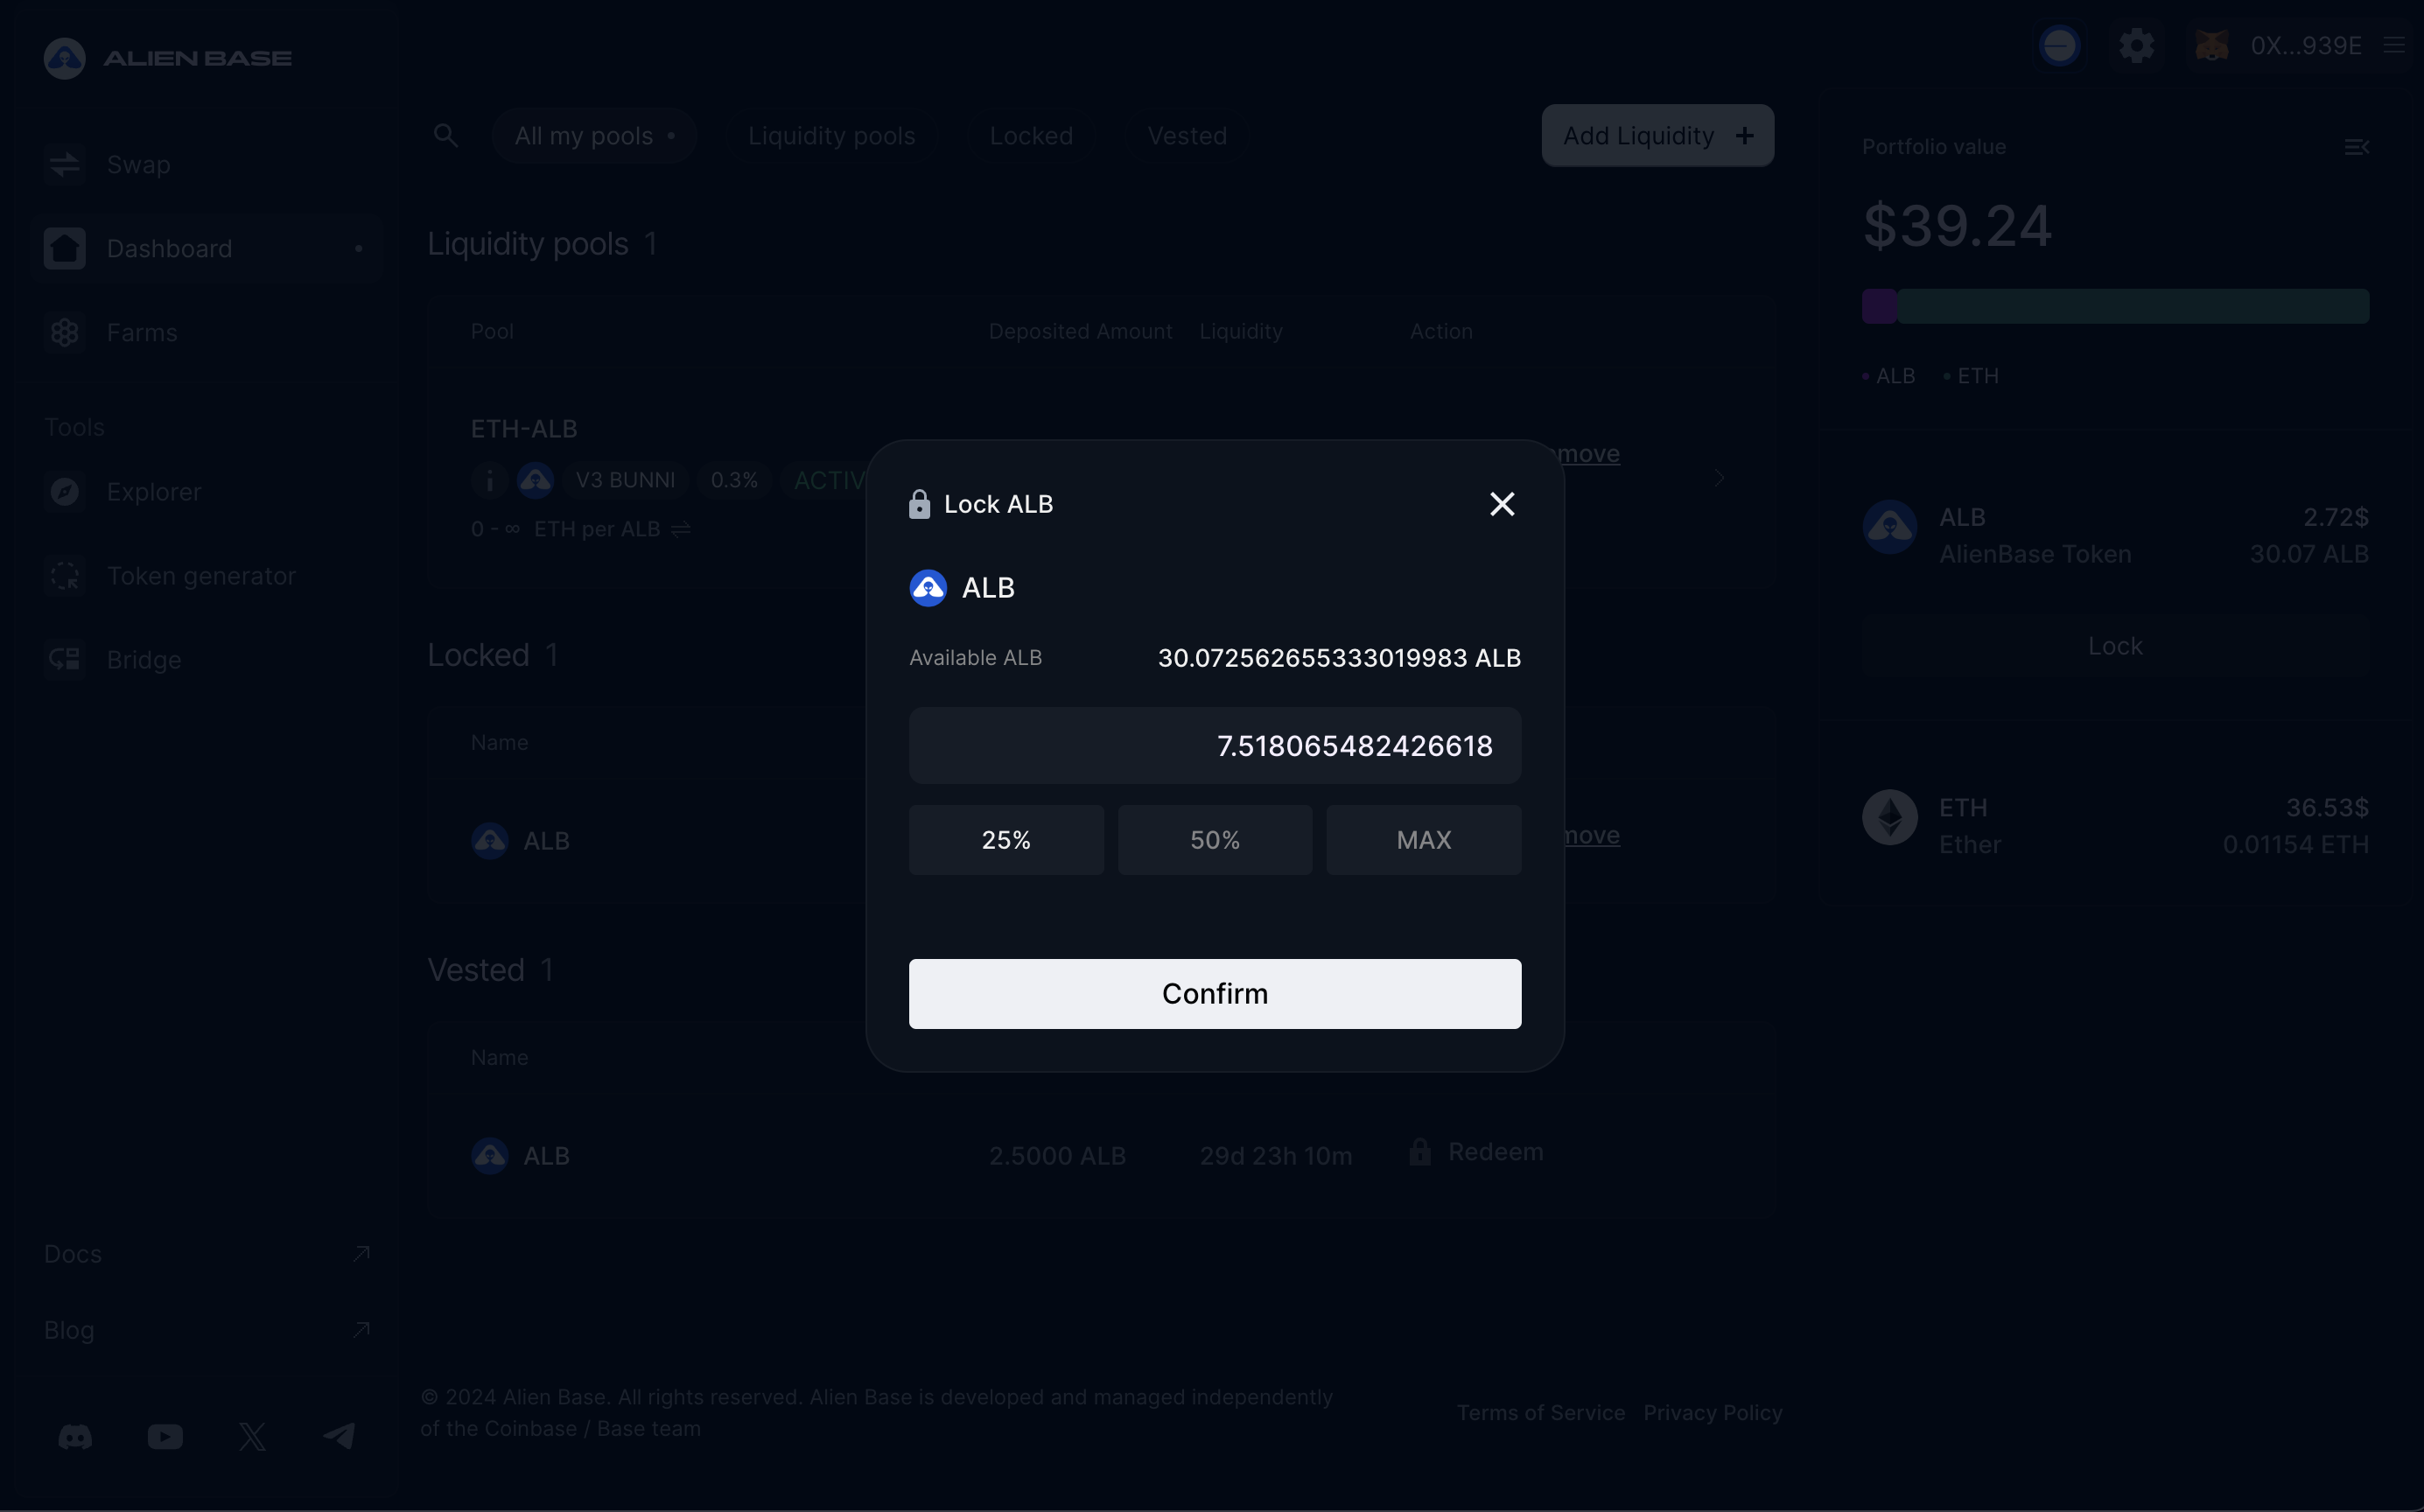 ALIEN BASE
0X...939E
Swap
Dashboard
Farms
Tools
Explorer
Token generator
Bridge
Docs
Blog
All my pools
Liquidity pools
Locked
Vested
Add Liquidity +
Liquidity pools 1
Pool
Deposited Amount
Liquidity
Action
ETH-ALB
V3 BUNNI
0.3%
ACTIV
0 - ∞ ETH per ALB
move
Locked 1
Name
ALB
move
Vested 1
Name
ALB
2.5000 ALB
29d 23h 10m
Redeem
Lock ALB
ALB
Available ALB
30.072562655333019983 ALB
7.518065482426618
25%
50%
MAX
Confirm
Portfolio value
$39.24
ALB
ETH
ALB
2.72$
AlienBase Token
30.07 ALB
Lock
ETH
36.53$
Ether
0.01154 ETH
© 2024 Alien Base. All rights reserved. Alien Base is developed and managed independently
of the Coinbase / Base team
Terms of Service
Privacy Policy